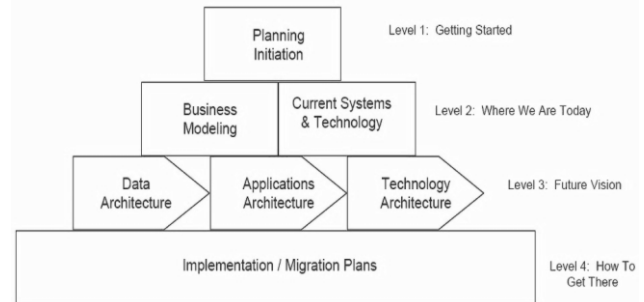 Planning
Initiation
Level 1: Getting Started
Business
Modeling
Current Systems
& Technology
Level 2: Where We Are Today
Data
Architecture
Applications
Architecture
Technology
Architecture
Level 3: Future Vision
Implementation / Migration Plans
Level 4: How To
Get There